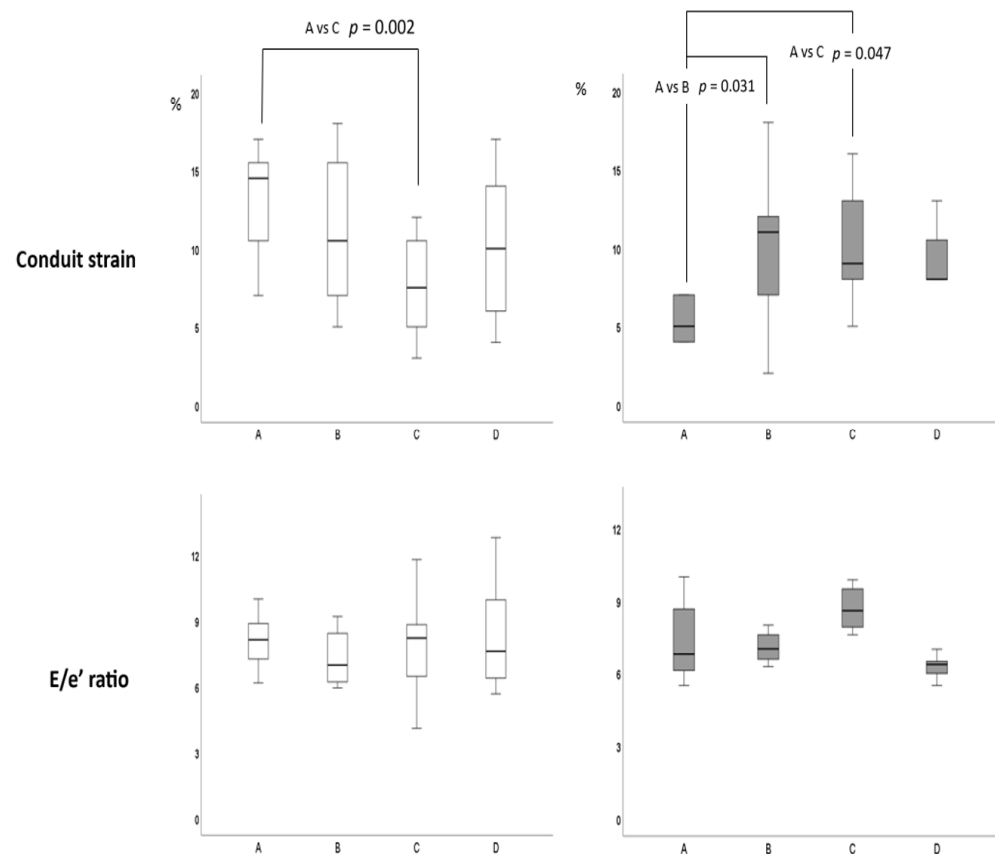 A vs C p = 0.002
%
20
15
10
5
0
A B C D
Conduit strain
A vs C p = 0.047
A vs B p = 0.031
%
20
15
10
5
0
A B C D
E/e’ ratio
12
9
6
3
0
A B C D
12
9
6
3
0
A B C D